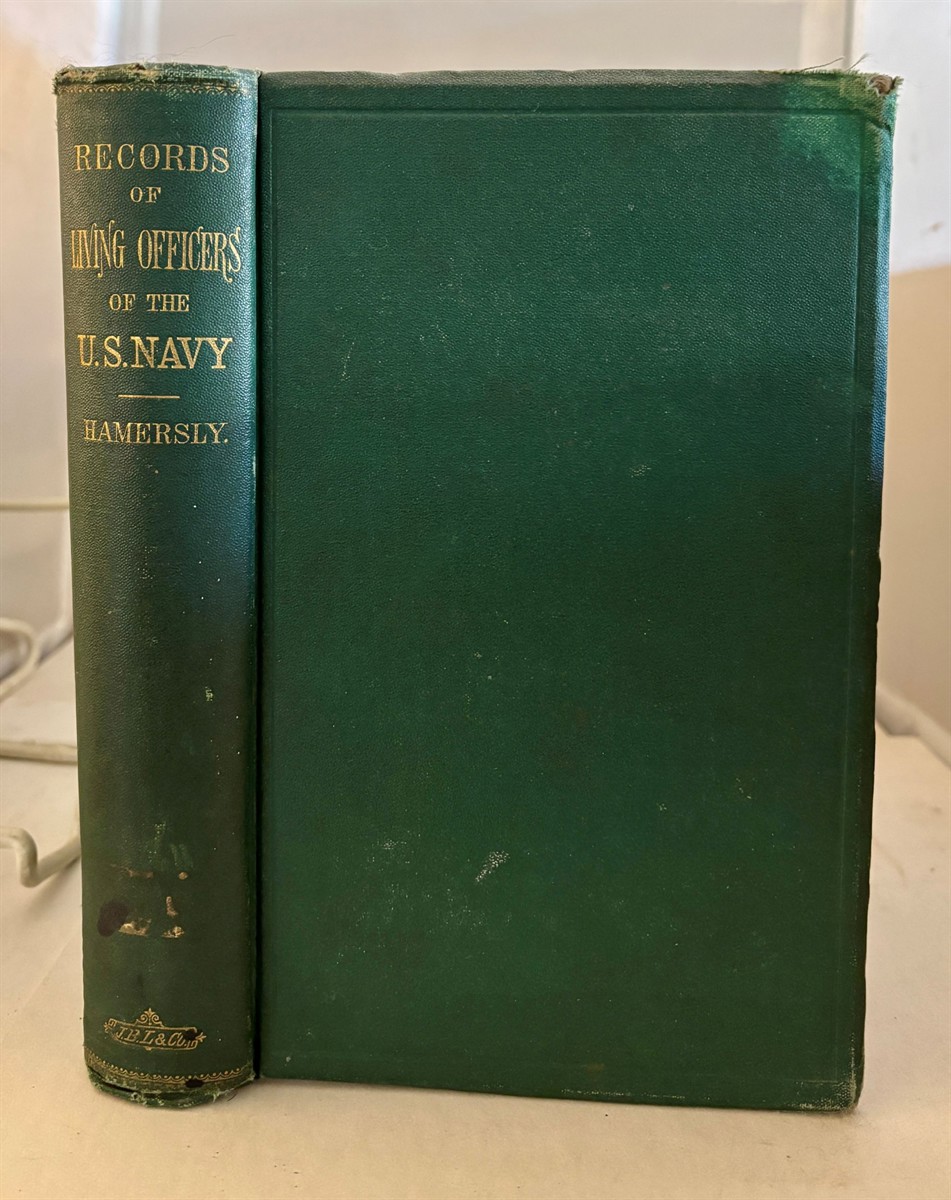 RECORDS
OF
LIVING OFFICERS
OF THE
U.S.NAVY
HAMERSLY.
J.B.L & Co.